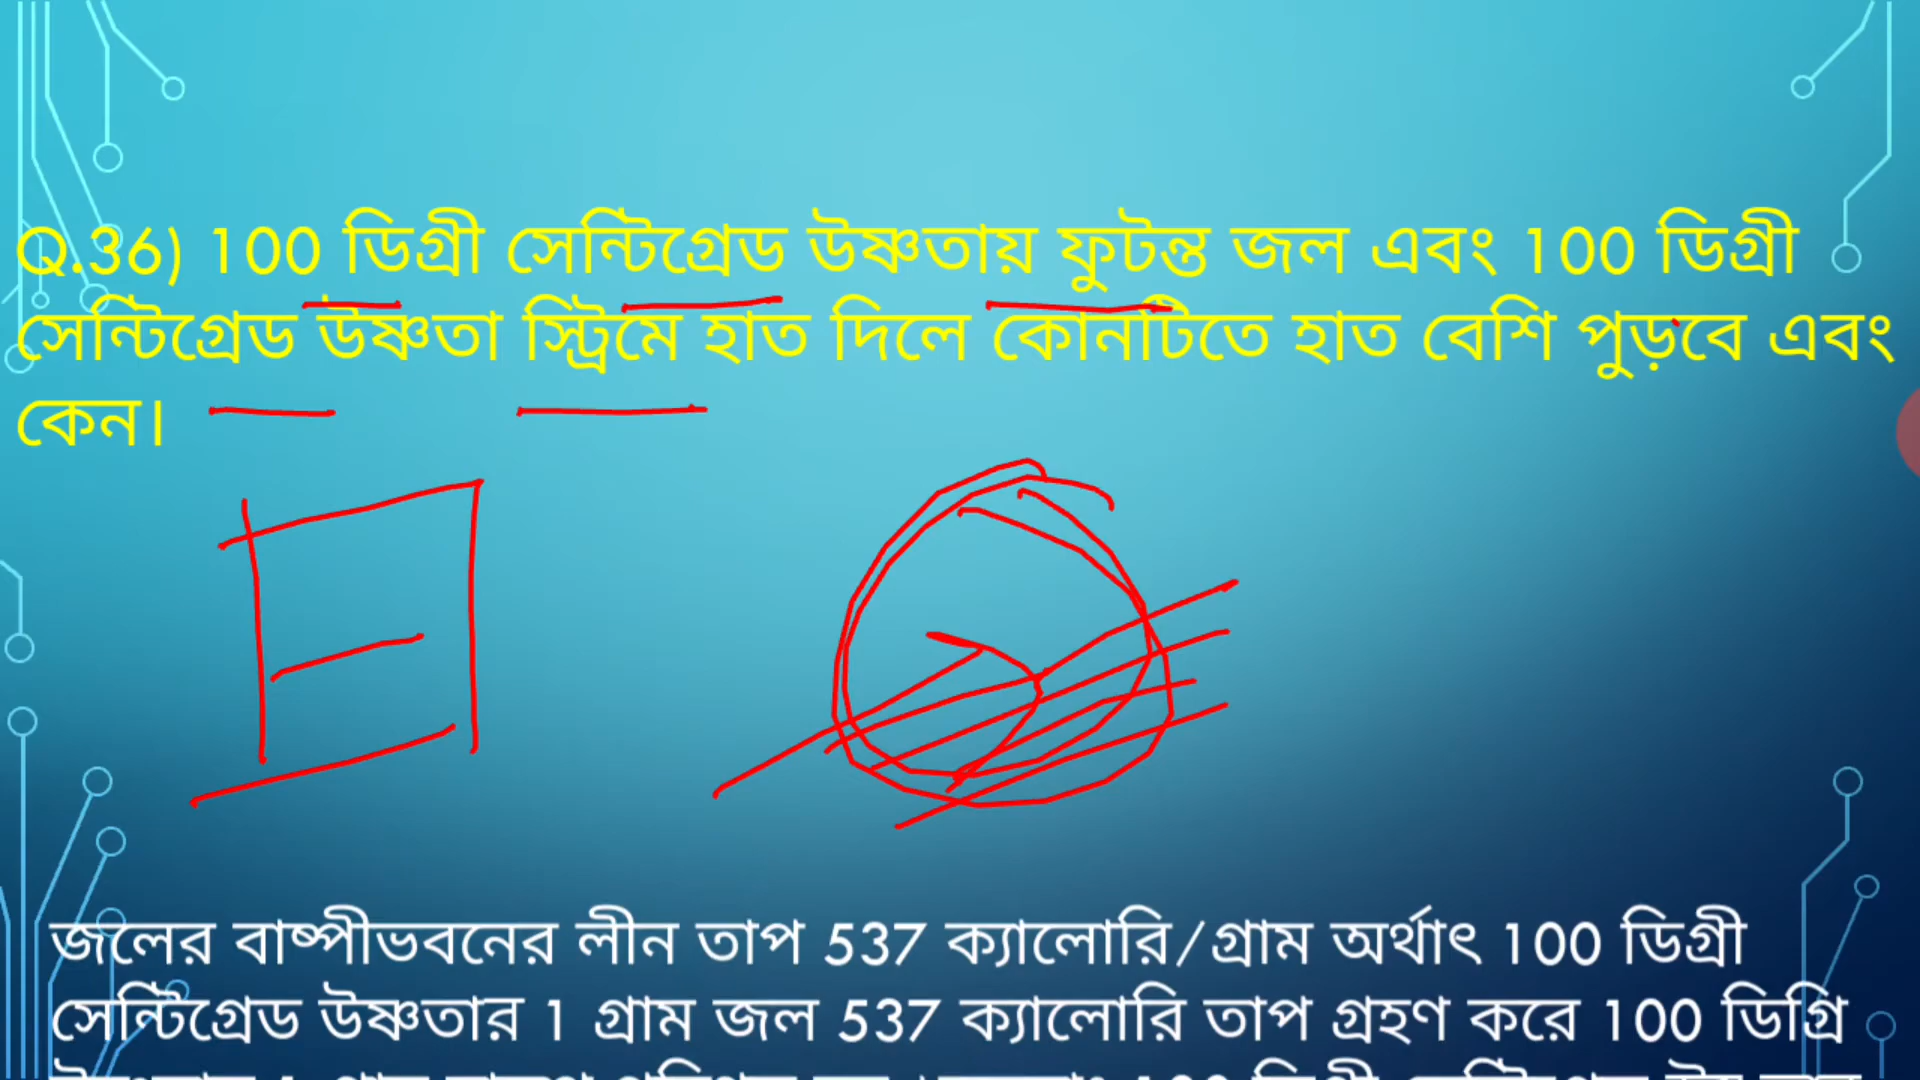 Q.36) 100 ডিগ্রী সেন্টিগ্রেড উষ্ণতায় ফুটন্ত জল এবং 100 ডিগ্রী
সেন্টিগ্রেড উষ্ণতা স্ট্রিমে হাত দিলে কোনটিতে হাত বেশি পুড়বে এবং
কেন।
জলের বাষ্পীভবনের লীন তাপ 537 ক্যালোরি/গ্রাম অর্থাৎ 100 ডিগ্রী
সেন্টিগ্রেড উষ্ণতার 1 গ্রাম জল 537 ক্যালোরি তাপ গ্রহণ করে 100 ডিগ্রি